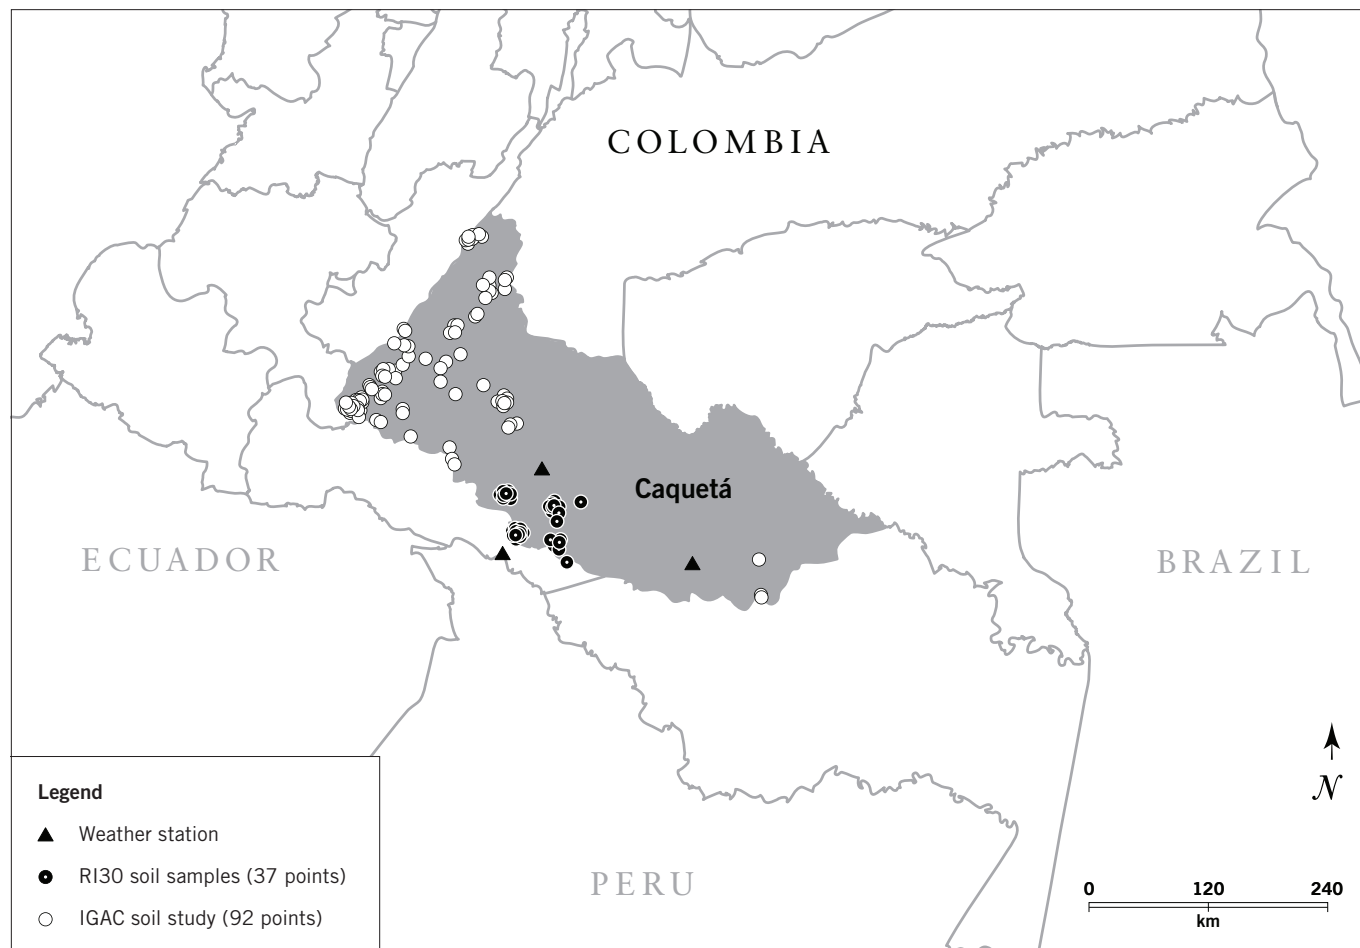 COLOMBIA
Caquetá
ECUADOR
BRAZIL
PERU
N
Legend
Weather station
RI30 soil samples (37 points)
IGAC soil study (92 points)
0 120 240
km